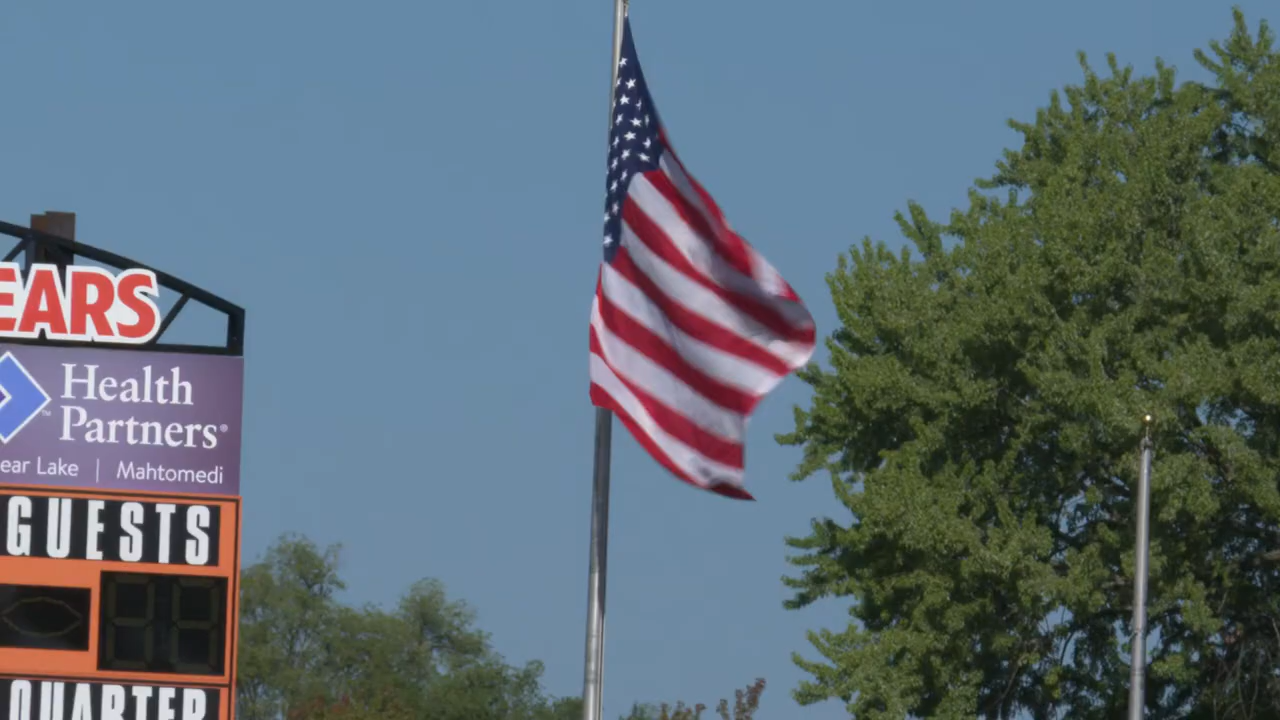 EARS
Health
Partners®
ear Lake | Mahtomedi
GUESTS
QUARTER